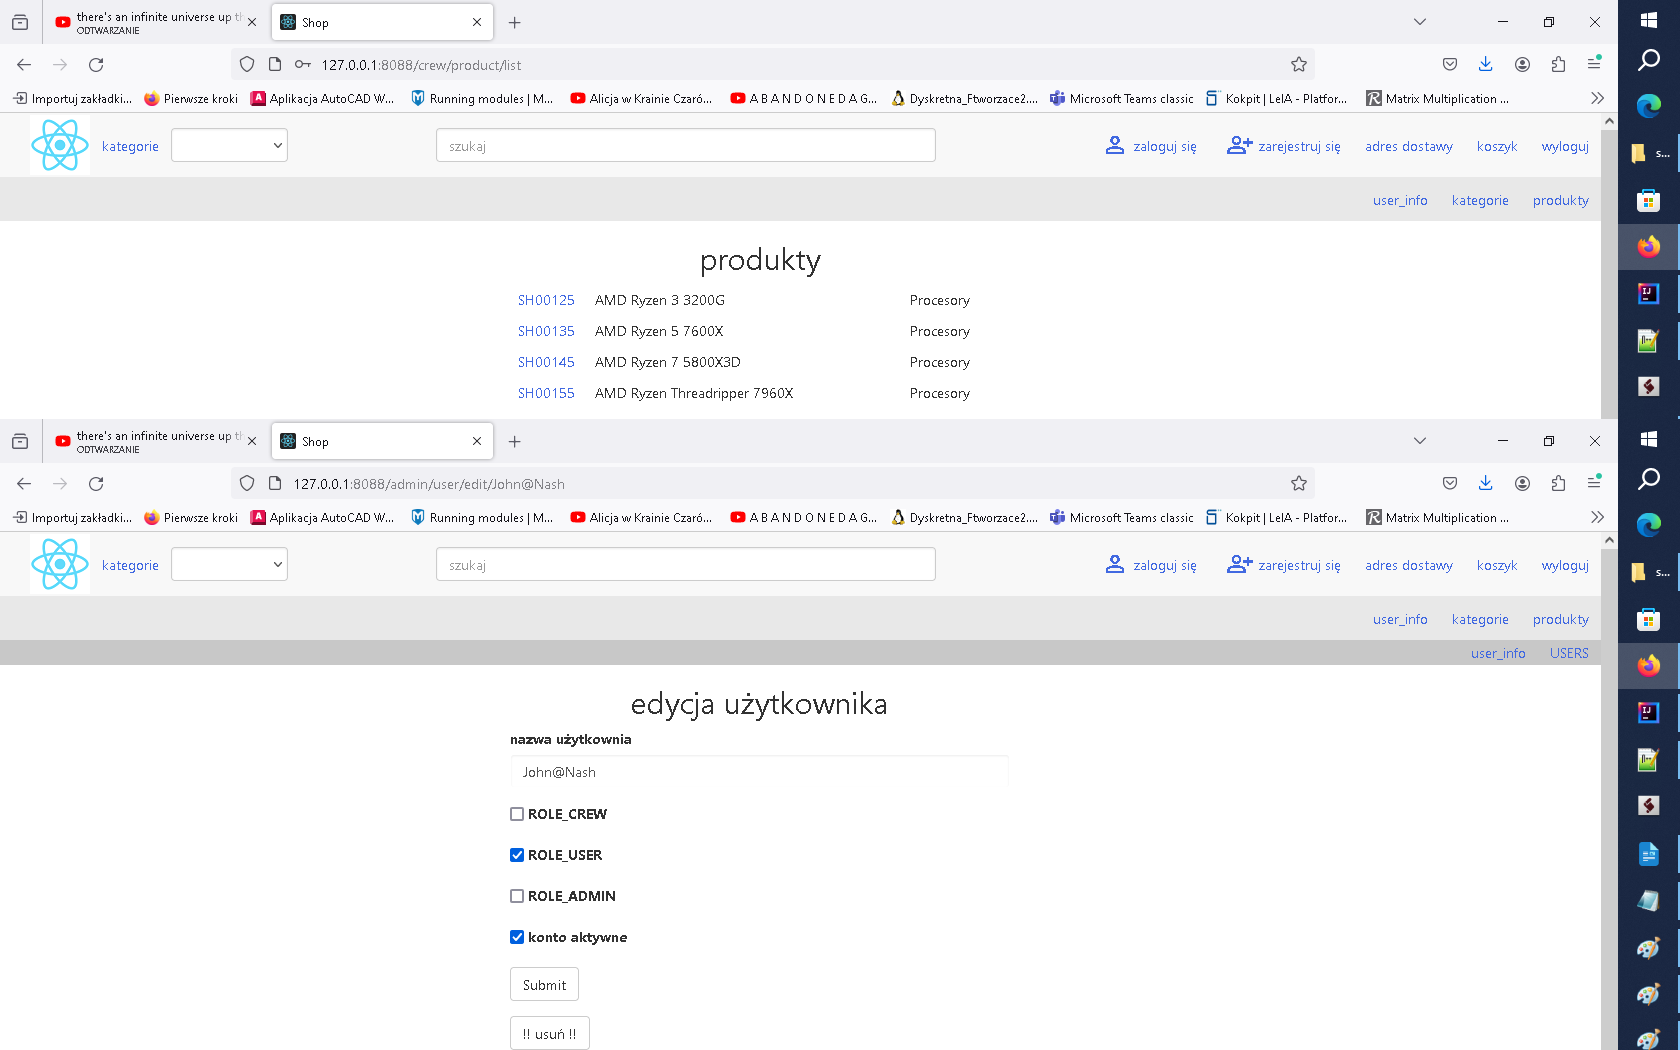 there's an infinite universe up th
ODTWARZANIE
Shop
127.0.0.1:8088/crew/product/list
Importuj zakładki...
Pierwsze kroki
Aplikacja AutoCAD W...
Running modules | M...
Alicja w Krainie Czaró...
A B A N D O N E D A G...
Dyskretna_Ftworzace2....
Microsoft Teams classic
Kokpit | LeIA - Platfor...
Matrix Multiplication ...
kategorie
szukaj
zaloguj się
zarejestruj się
adres dostawy
koszyk
wyloguj
s...
user_info
kategorie
produkty
produkty
SH00125 AMD Ryzen 3 3200G Procesory
SH00135 AMD Ryzen 5 7600X Procesory
SH00145 AMD Ryzen 7 5800X3D Procesory
SH00155 AMD Ryzen Threadripper 7960X Procesory
there's an infinite universe up th
ODTWARZANIE
Shop
127.0.0.1:8088/admin/user/edit/John@Nash
Importuj zakładki...
Pierwsze kroki
Aplikacja AutoCAD W...
Running modules | M...
Alicja w Krainie Czaró...
A B A N D O N E D A G...
Dyskretna_Ftworzace2....
Microsoft Teams classic
Kokpit | LeIA - Platfor...
Matrix Multiplication ...
kategorie
szukaj
zaloguj się
zarejestruj się
adres dostawy
koszyk
wyloguj
s...
user_info
kategorie
produkty
user_info
USERS
edycja użytkownika
nazwa użytkownia
John@Nash
ROLE_CREW
ROLE_USER
ROLE_ADMIN
konto aktywne
Submit
!! usuń !!